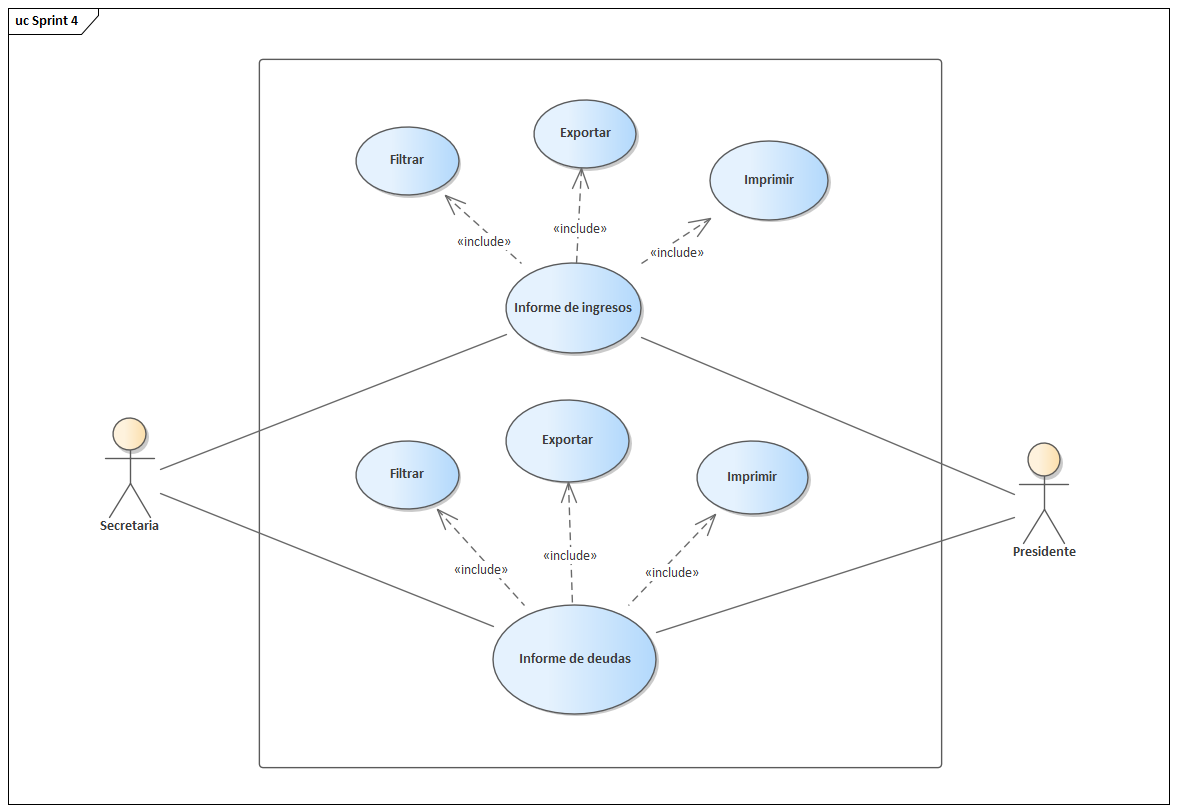 uc Sprint 4
Exportar
Filtrar
Imprimir
«include»
«include»
«include»
Informe de ingresos
Exportar
Filtrar
Imprimir
Secretaria
Presidente
«include»
«include»
«include»
Informe de deudas